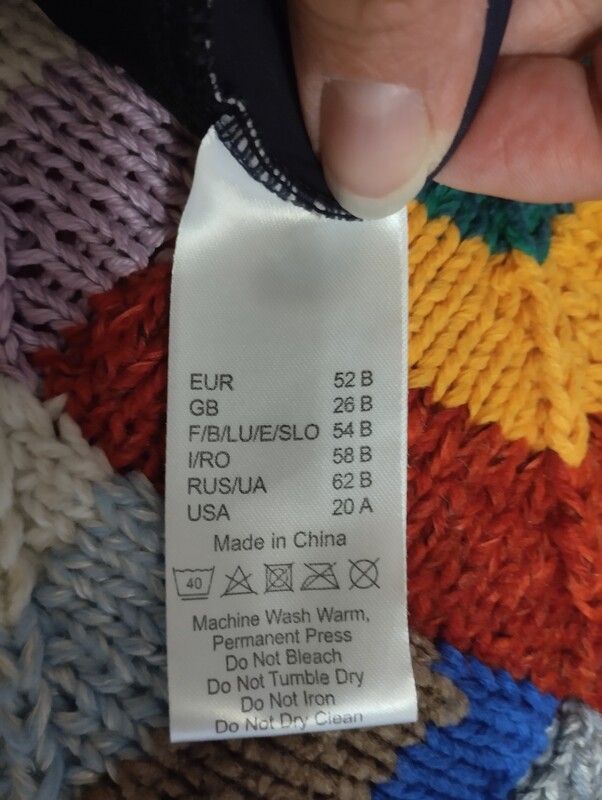 EUR 52 B
GB 26 B
F/B/LU/E/SLO 54 B
I/RO 58 B
RUS/UA 62 B
USA 20 A
Made in China
40
Machine Wash Warm,
Permanent Press
Do Not Bleach
Do Not Tumble Dry
Do Not Iron
Do Not Dry Clean